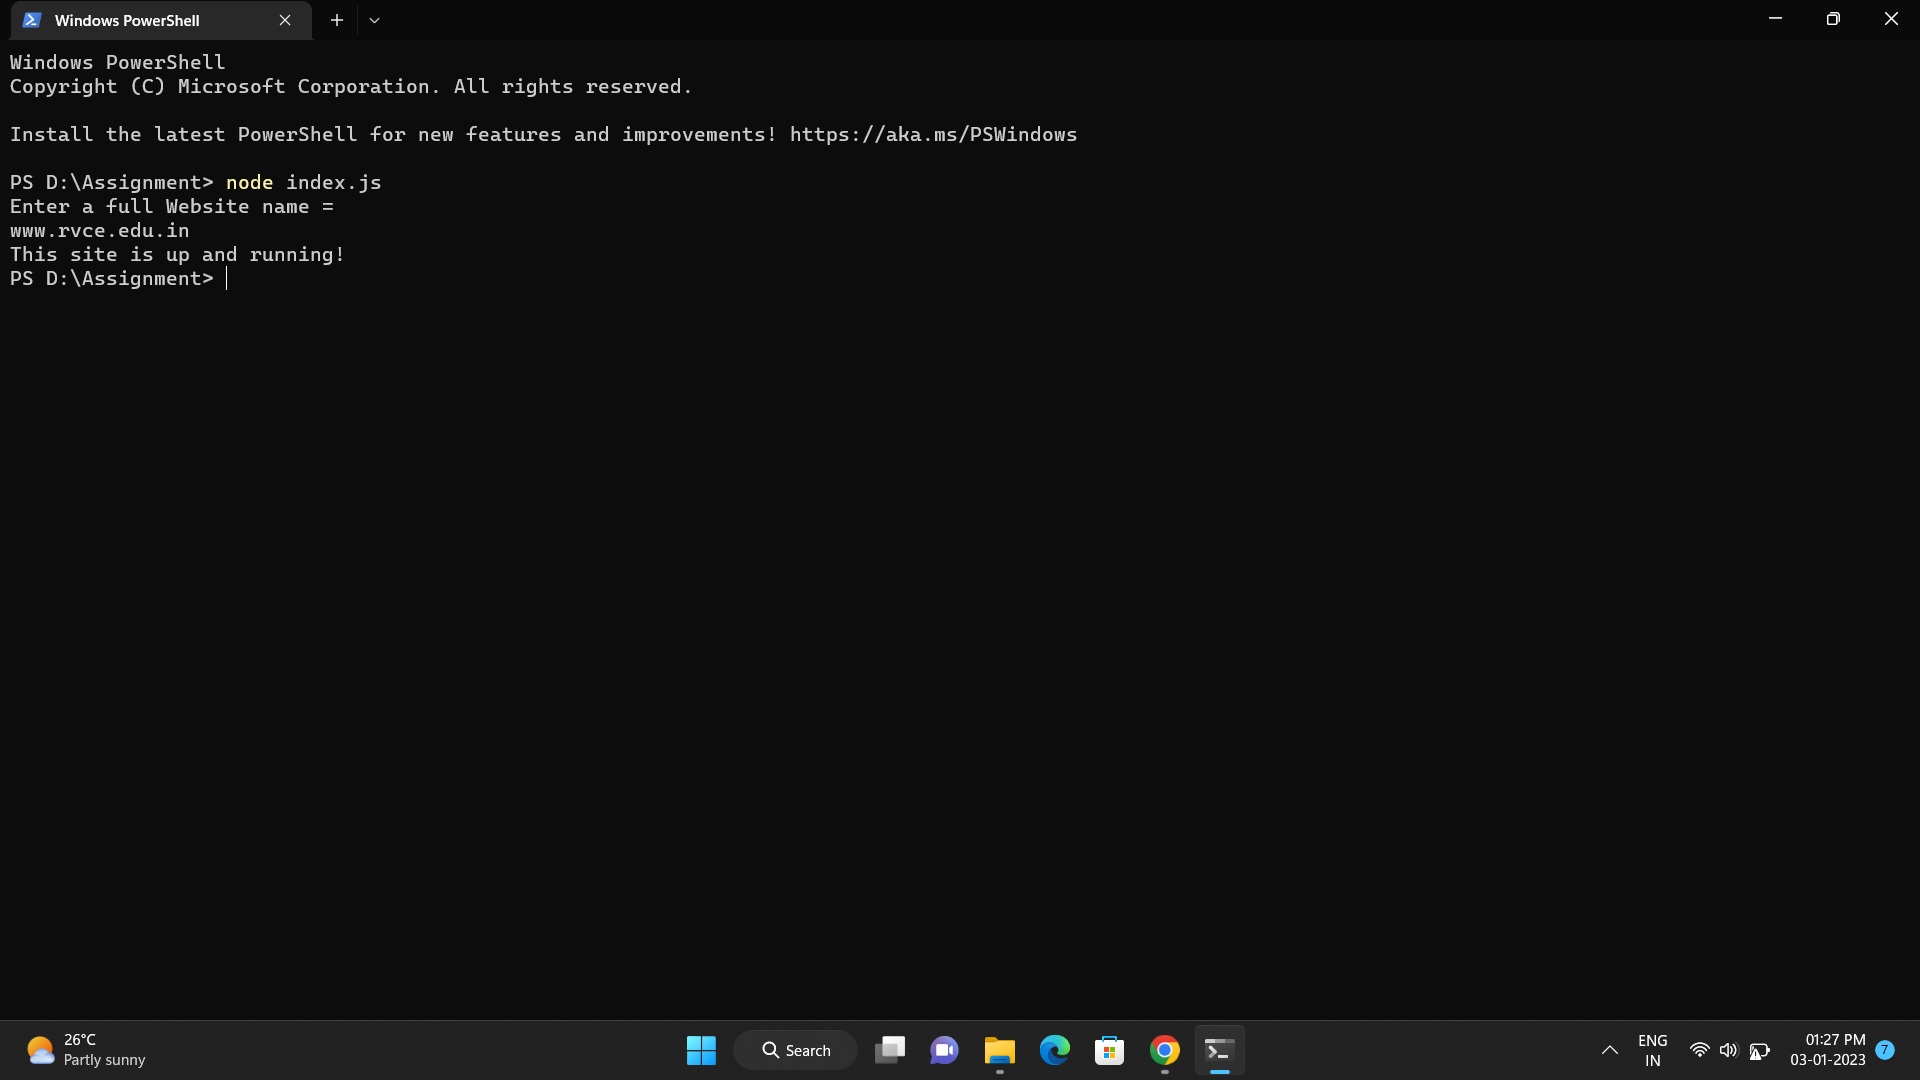 Windows PowerShell
Windows PowerShell
Copyright (C) Microsoft Corporation. All rights reserved.
Install the latest PowerShell for new features and improvements! https://aka.ms/PSWindows
PS D:\Assignment> node index.js
Enter a full Website name =
www.rvce.edu.in
This site is up and running!
PS D:\Assignment>
26°C
Partly sunny
Search
ENG
IN
01:27 PM
03-01-2023
7